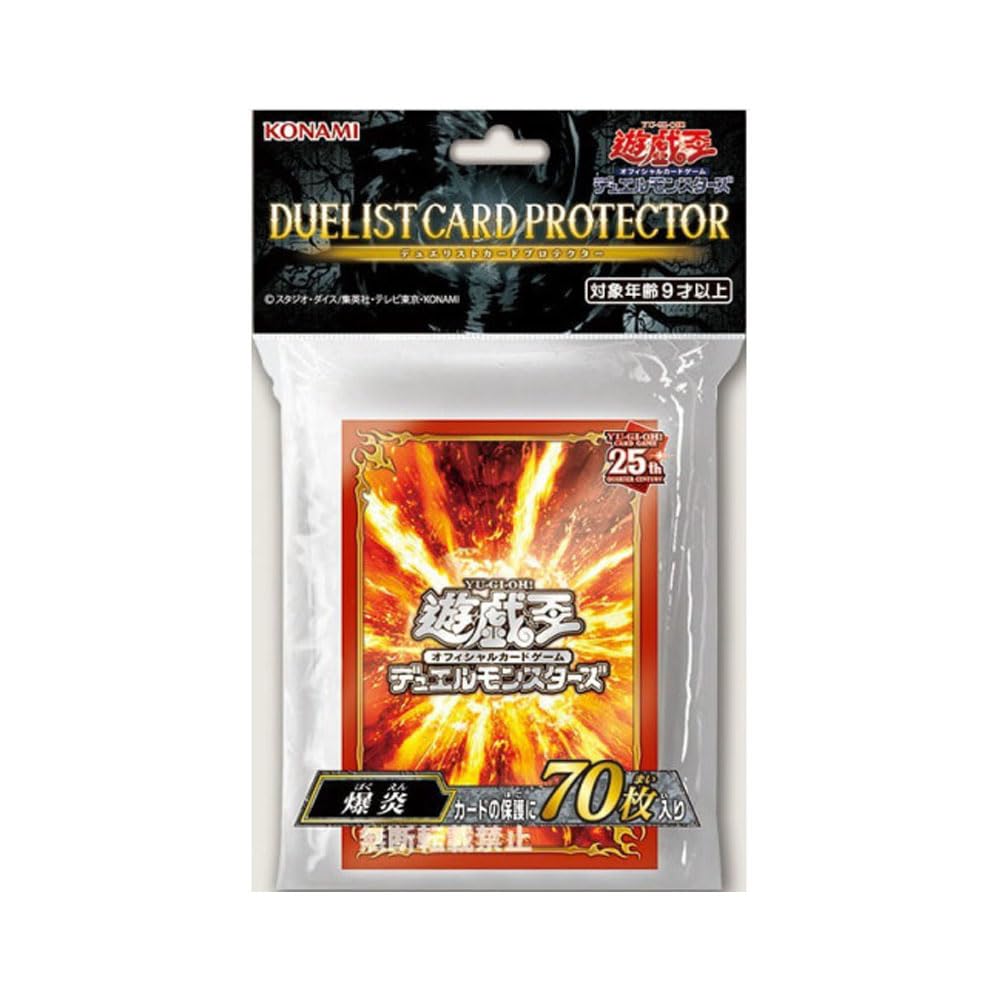 KONAMI
YU-GI-OH!
遊戯王
オフィシャルカードゲーム
デュエルモンスターズ
DUELIST CARD PROTECTOR
デュエリストカードプロテクター
©スタジオ・ダイス/集英社・テレビ東京・KONAMI
対象年齢9才以上
YU-GI-OH!
CARD GAME
25th
QUARTER CENTURY
YU-GI-OH!
遊戯王
オフィシャルカードゲーム
デュエルモンスターズ
ばくえん
爆炎
カードの保護に70枚入り
まい
無断転載禁止